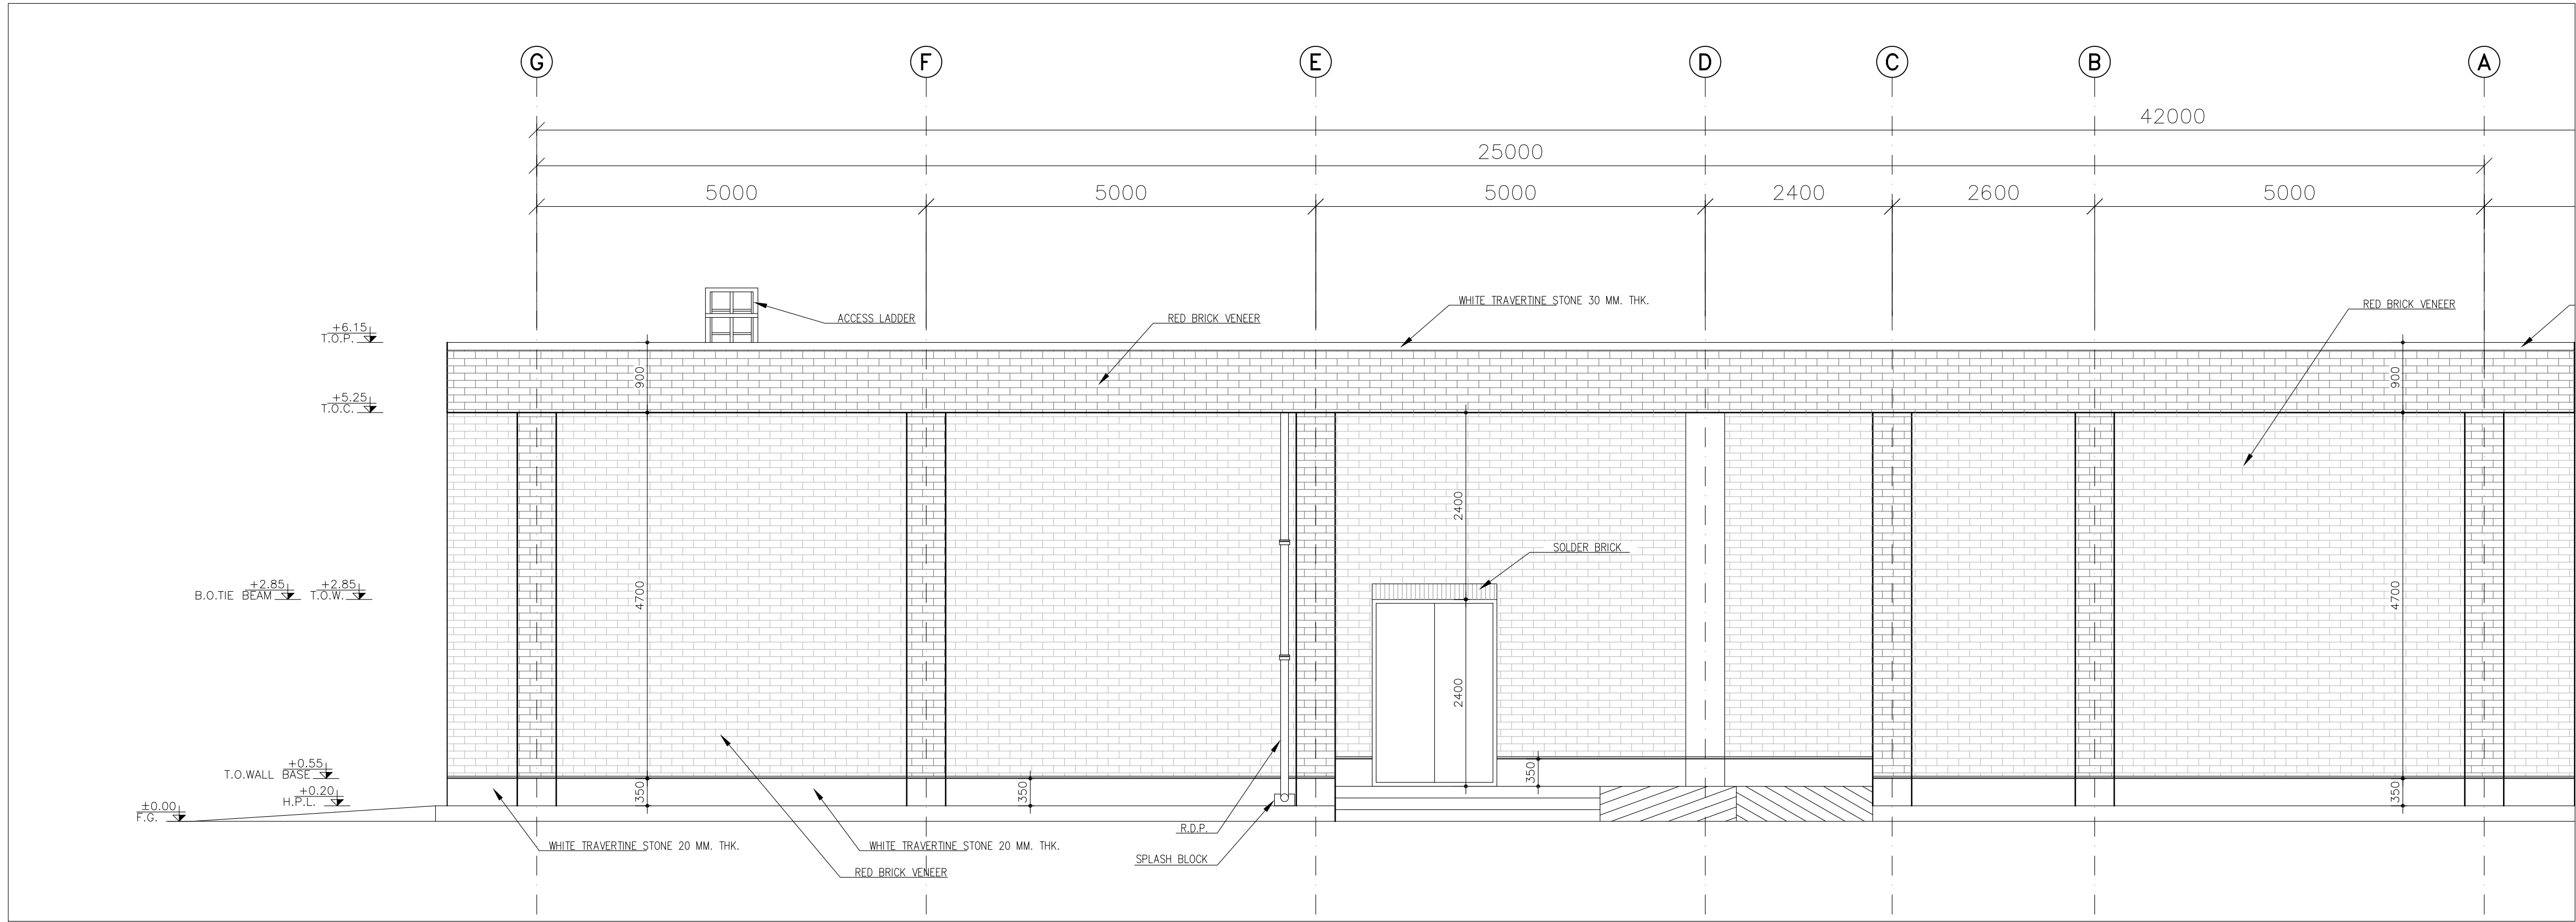 G F E D C B A
42000
25000
5000 5000 5000 2400 2600 5000
ACCESS LADDER
RED BRICK VENEER
WHITE TRAVERTINE STONE 30 MM. THK.
RED BRICK VENEER
+6.15
T.O.P.
900
900
+5.25
T.O.C.
2400
SOLDER BRICK
+2.85
B.O.TIE BEAM
+2.85
T.O.W.
4700
4700
2400
+0.55
T.O.WALL BASE
350
+0.20
H.P.L.
350
350
350
±0.00
F.G.
R.D.P.
WHITE TRAVERTINE STONE 20 MM. THK.
WHITE TRAVERTINE STONE 20 MM. THK.
SPLASH BLOCK
RED BRICK VENEER